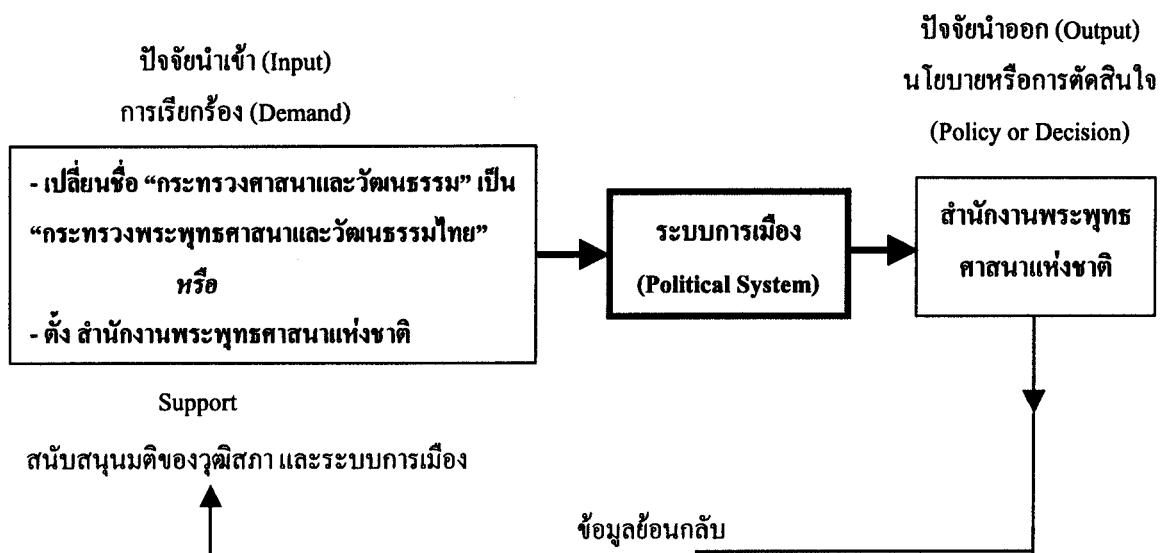 ปัจจัยนำเข้า (Input)
การเรียกร้อง (Demand)
- เปลี่ยนชื่อ “กระทรวงศาสนาและวัฒนธรรม” เป็น
“กระทรวงพระพุทธศาสนาและวัฒนธรรมไทย”
หรือ
- ตั้ง สำนักงานพระพุทธศาสนาแห่งชาติ
Support
สนับสนุนมติของวุฒิสภา และระบบการเมือง
ระบบการเมือง
(Political System)
ปัจจัยนำออก (Output)
นโยบายหรือการตัดสินใจ
(Policy or Decision)
สำนักงานพระพุทธ
ศาสนาแห่งชาติ
ข้อมูลย้อนกลับ